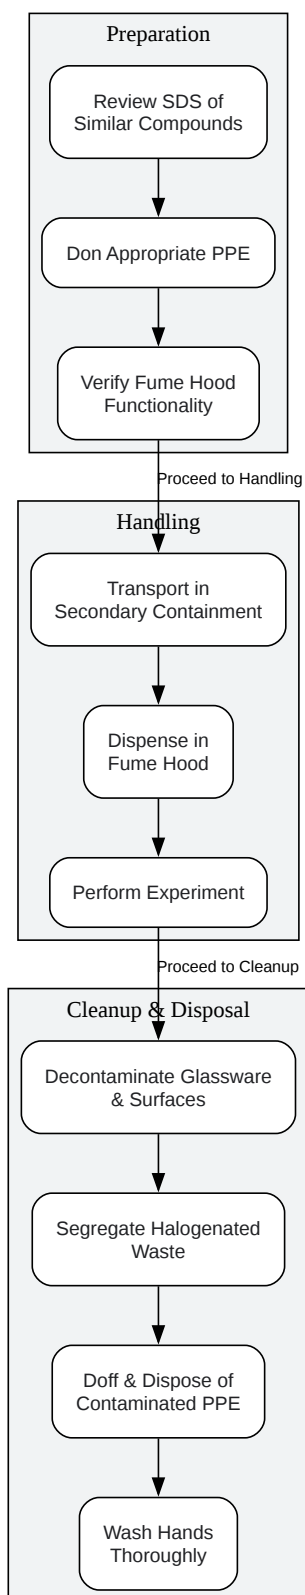 Preparation
Review SDS of
Similar Compounds
Don Appropriate PPE
Verify Fume Hood
Functionality
Proceed to Handling
Handling
Transport in
Secondary Containment
Dispense in
Fume Hood
Perform Experiment
Proceed to Cleanup
Cleanup & Disposal
Decontaminate Glassware
& Surfaces
Segregate Halogenated
Waste
Doff & Dispose of
Contaminated PPE
Wash Hands
Thoroughly